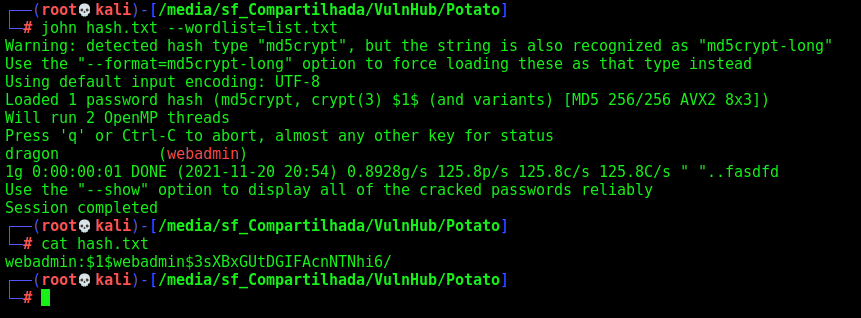 ┌──(root💀kali)-[/media/sf_Compartilhada/VulnHub/Potato]
└─# john hash.txt --wordlist=list.txt
Warning: detected hash type "md5crypt", but the string is also recognized as "md5crypt-long"
Use the "--format=md5crypt-long" option to force loading these as that type instead
Using default input encoding: UTF-8
Loaded 1 password hash (md5crypt, crypt(3) $1$ (and variants) [MD5 256/256 AVX2 8x3])
Will run 2 OpenMP threads
Press 'q' or Ctrl-C to abort, almost any other key for status
dragon           (webadmin)
1g 0:00:00:01 DONE (2021-11-20 20:54) 0.8928g/s 125.8p/s 125.8c/s 125.8C/s " "..fasdfd
Use the "--show" option to display all of the cracked passwords reliably
Session completed
┌──(root💀kali)-[/media/sf_Compartilhada/VulnHub/Potato]
└─# cat hash.txt
webadmin:$1$webadmin$3sXBxGUtDGIFAcnNTNhi6/
┌──(root💀kali)-[/media/sf_Compartilhada/VulnHub/Potato]
└─#